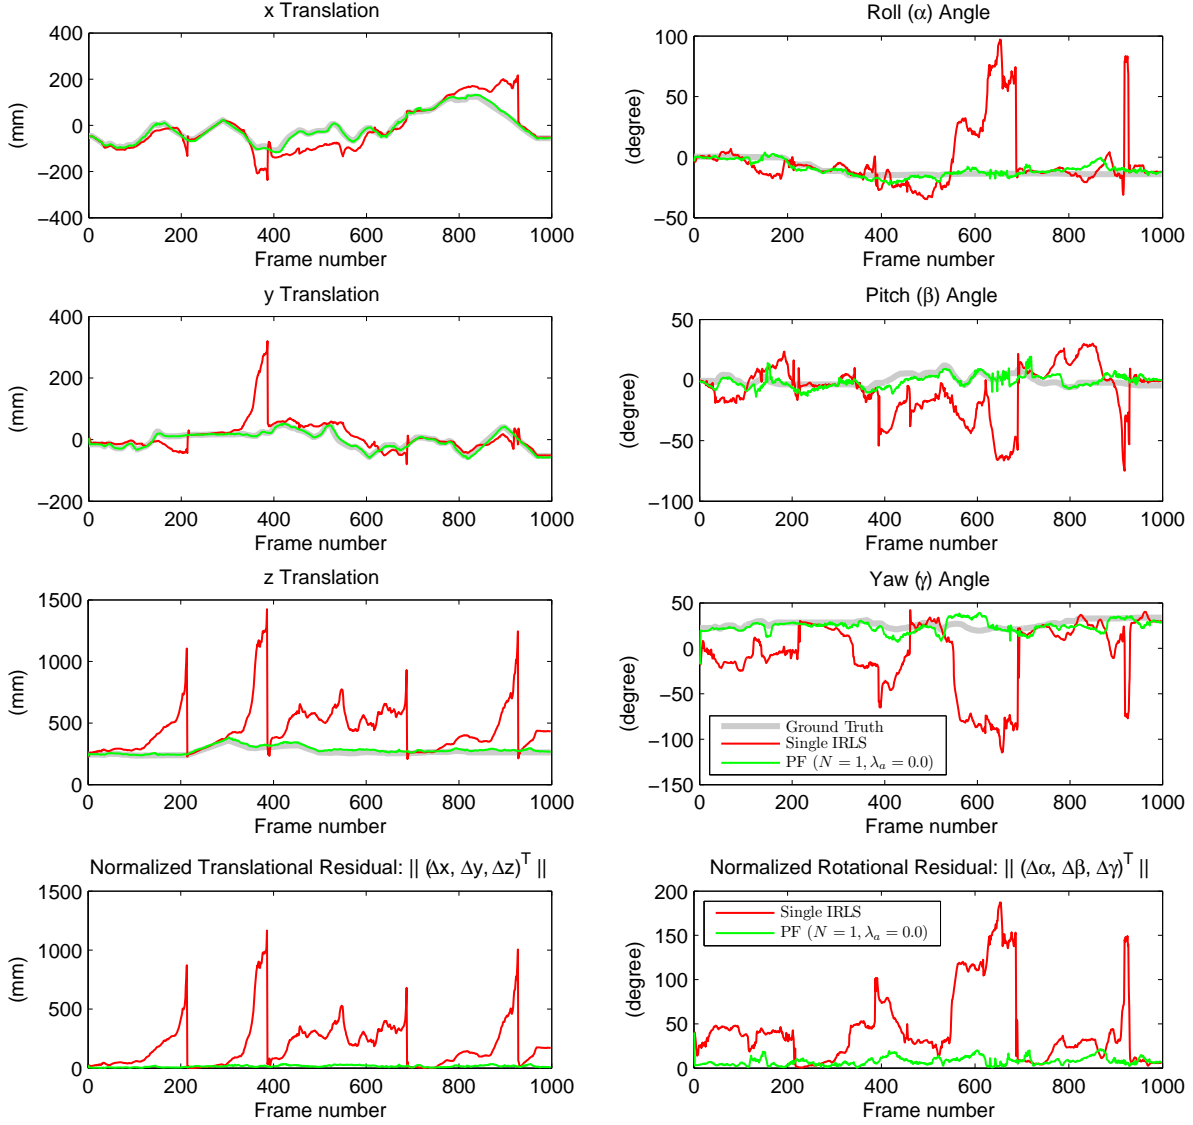 x Translation
400
200
0
−200
−400
(mm)
0 200 400 600 800 1000
Frame number
Roll (α) Angle
100
50
0
−50
(degree)
0 200 400 600 800 1000
Frame number
y Translation
400
200
0
−200
(mm)
0 200 400 600 800 1000
Frame number
Pitch (β) Angle
50
0
−50
−100
(degree)
0 200 400 600 800 1000
Frame number
z Translation
1500
1000
500
0
(mm)
0 200 400 600 800 1000
Frame number
Yaw (γ) Angle
50
0
−50
−100
−150
(degree)
Ground Truth
Single IRLS
PF (N = 1, λₐ = 0.0)
0 200 400 600 800 1000
Frame number
Normalized Translational Residual: || (Δx, Δy, Δz)ᵀ ||
1500
1000
500
0
(mm)
0 200 400 600 800 1000
Frame number
Normalized Rotational Residual: || (Δα, Δβ, Δγ)ᵀ ||
200
150
100
50
0
(degree)
Single IRLS
PF (N = 1, λₐ = 0.0)
0 200 400 600 800 1000
Frame number